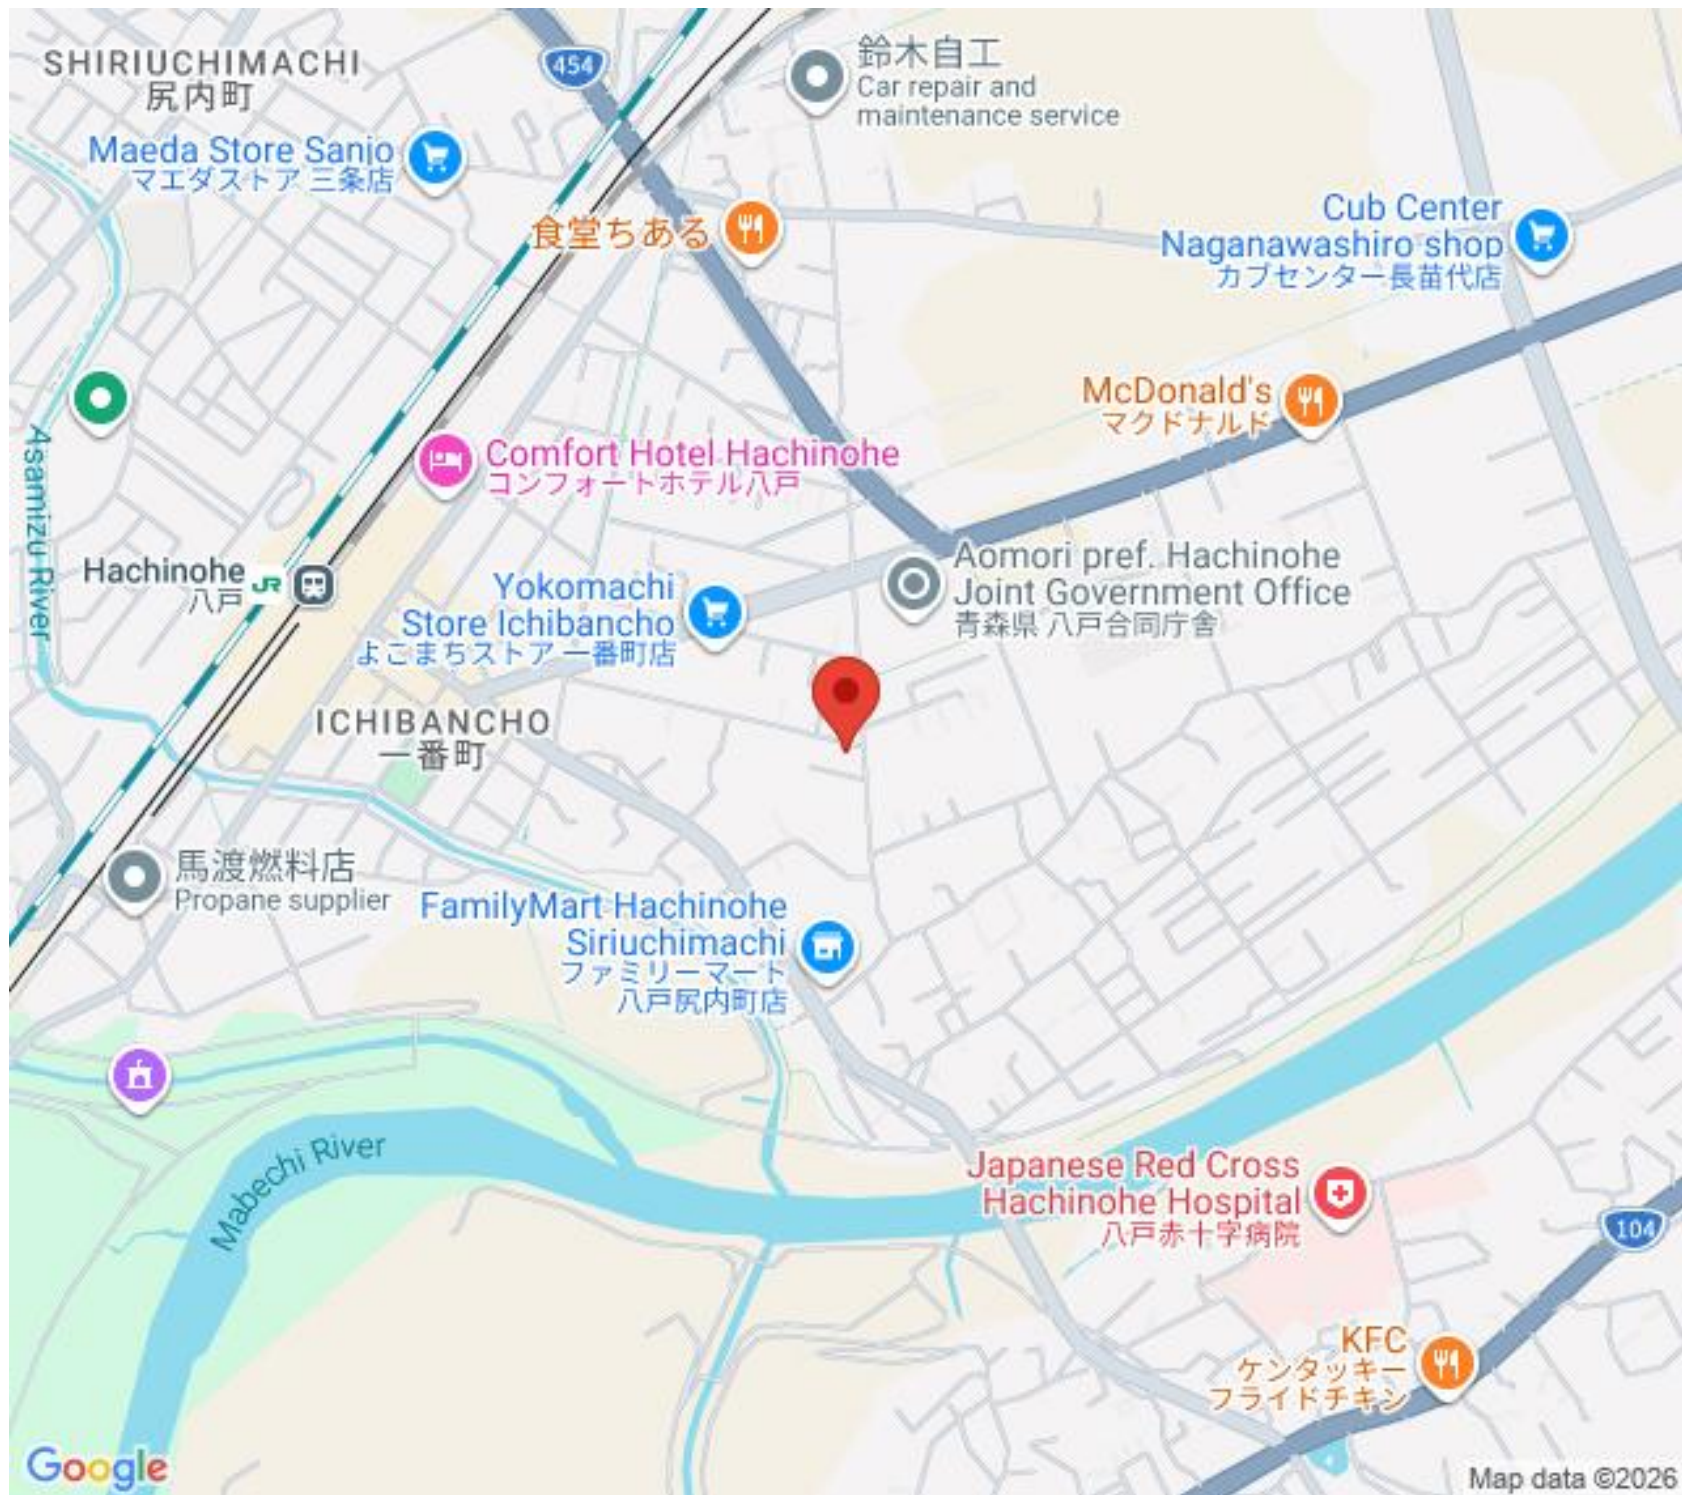 SHIRIUCHIMACHI
尻内町
454
鈴木自工
Car repair and
maintenance service
Maeda Store Sanjo
マエダストア 三条店
食堂ちある
Cub Center
Naganawashiro shop
カブセンター長苗代店
McDonald's
マクドナルド
Asamizu River
Comfort Hotel Hachinohe
コンフォートホテル八戸
Hachinohe
八戸
JR
Yokomachi
Store Ichibancho
よこまちストア 一番町店
Aomori pref. Hachinohe
Joint Government Office
青森県 八戸合同庁舎
ICHIBANCHO
一番町
馬渡燃料店
Propane supplier
FamilyMart Hachinohe
Siriuchimachi
ファミリーマート
八戸尻内町店
Mabechi River
Japanese Red Cross
Hachinohe Hospital
八戸赤十字病院
104
KFC
ケンタッキー
フライドチキン
Google
Map data ©2026